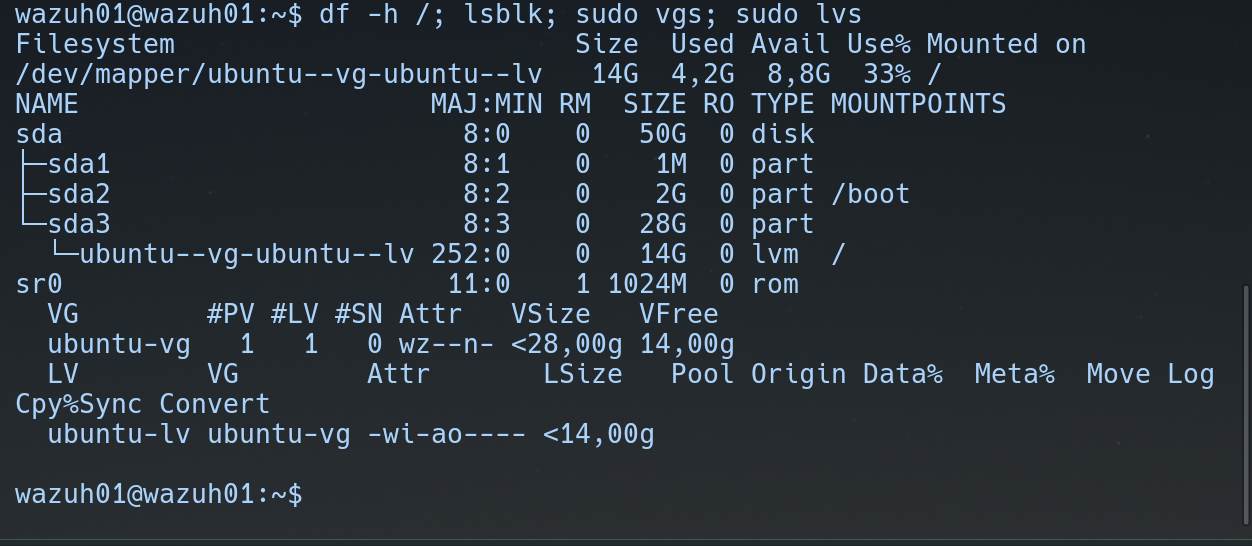 wazuh01@wazuh01:~$ df -h /; lsblk; sudo vgs; sudo lvs
Filesystem                         Size  Used Avail Use% Mounted on
/dev/mapper/ubuntu--vg-ubuntu--lv   14G  4,2G  8,8G  33% /
NAME                      MAJ:MIN RM  SIZE RO TYPE MOUNTPOINTS
sda                         8:0    0   50G  0 disk
├─sda1                      8:1    0    1M  0 part
├─sda2                      8:2    0    2G  0 part /boot
└─sda3                      8:3    0   28G  0 part
  └─ubuntu--vg-ubuntu--lv 252:0    0   14G  0 lvm  /
sr0                        11:0    1 1024M  0 rom
  VG        #PV #LV #SN Attr   VSize   VFree
  ubuntu-vg   1   1   0 wz--n- <28,00g 14,00g
  LV        VG        Attr       LSize   Pool Origin Data%  Meta%  Move Log
Cpy%Sync Convert
  ubuntu-lv ubuntu-vg -wi-ao---- <14,00g
wazuh01@wazuh01:~$